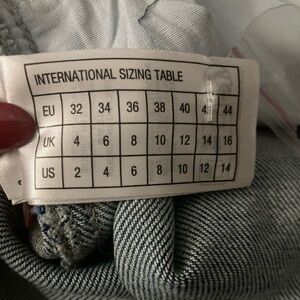 INTERNATIONAL SIZING TABLE
EU 32 34 36 38 40 42 44
UK 4 6 8 10 12 14 16
US 2 4 6 8 10 12 14